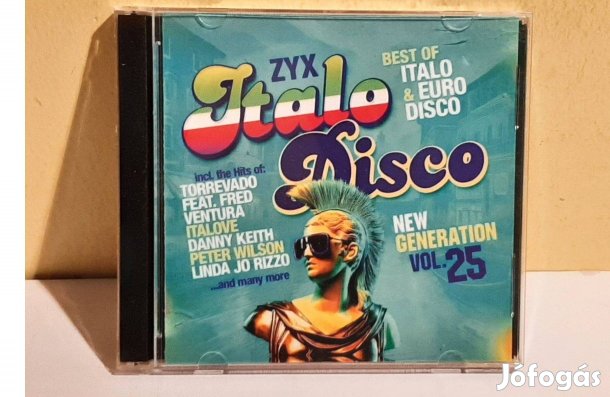 ZYX
Italo
Disco
BEST OF
ITALO
& EURO
DISCO
incl. the Hits of:
TORREVADO
FEAT. FRED
VENTURA
ITALOVE
DANNY KEITH
PETER WILSON
LINDA JO RIZZO
...and many more
NEW
GENERATION
VOL.25
Jófogás